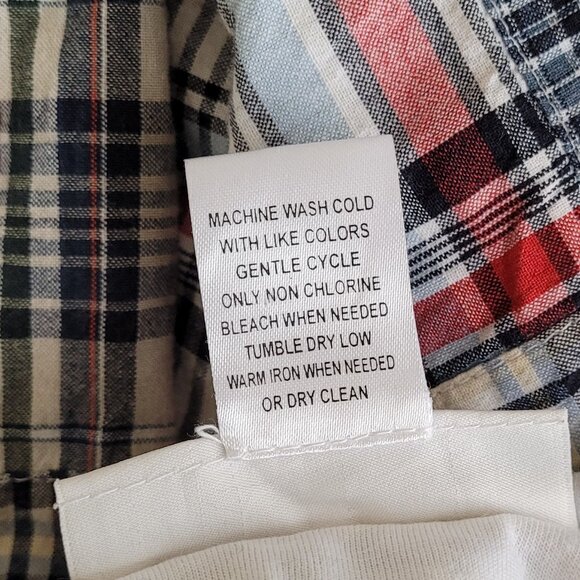 MACHINE WASH COLD
WITH LIKE COLORS
GENTLE CYCLE
ONLY NON CHLORINE
BLEACH WHEN NEEDED
TUMBLE DRY LOW
WARM IRON WHEN NEEDED
OR DRY CLEAN